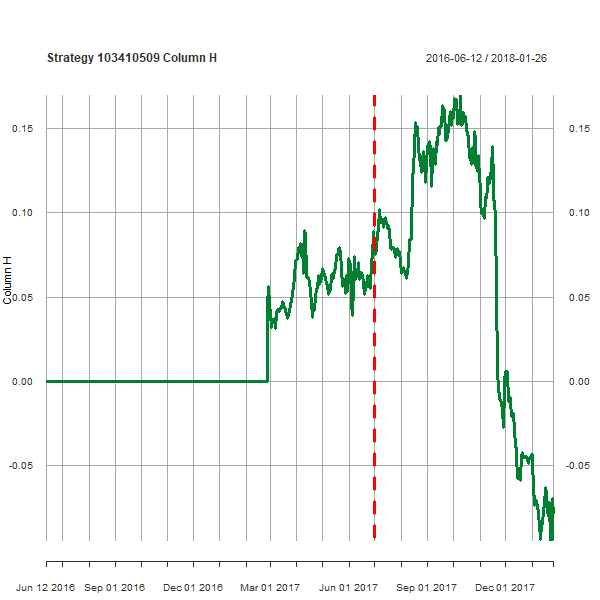 Strategy 103410509 Column H
2016-06-12 / 2018-01-26
0.15 0.15
0.10 0.10
0.05 0.05
Column H
0.00 0.00
-0.05 -0.05
Jun 12 2016 Sep 01 2016 Dec 01 2016 Mar 01 2017 Jun 01 2017 Sep 01 2017 Dec 01 2017